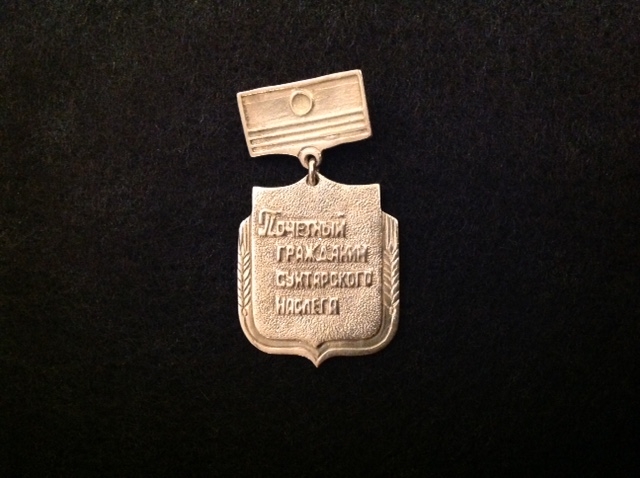 Почетный
гражданин
Сунтарского
наслега